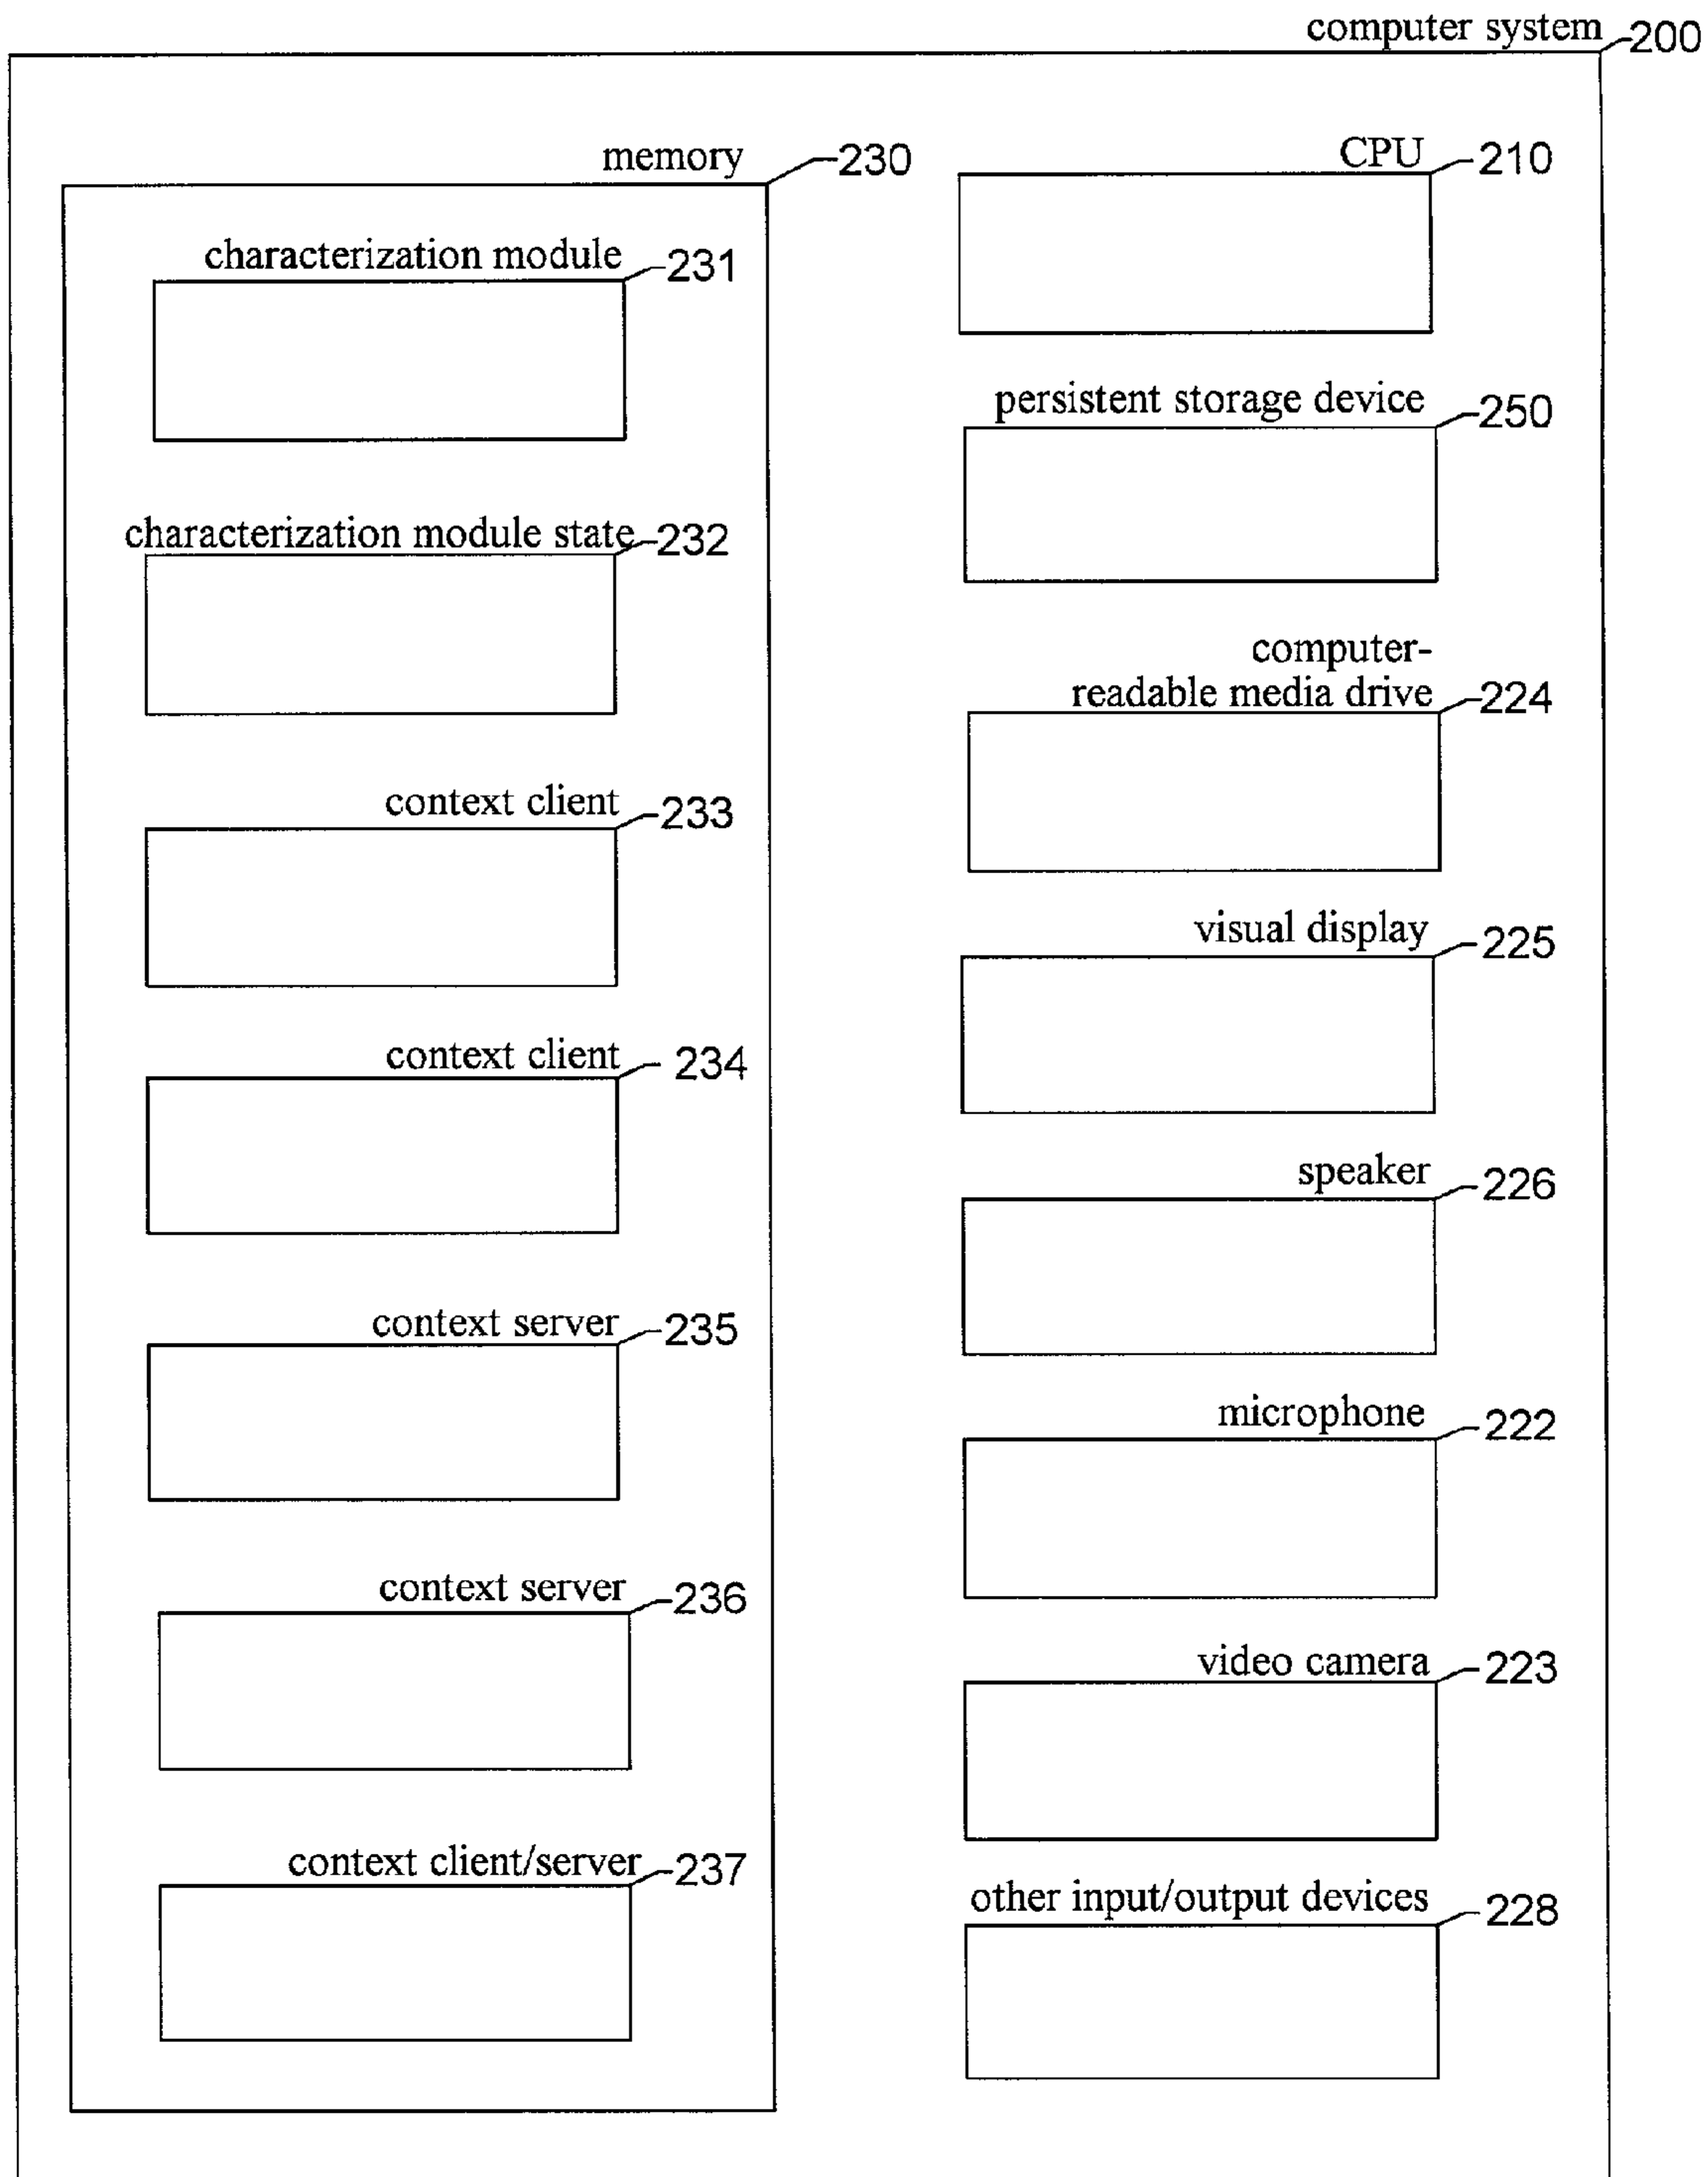 computer system 200
memory 230
characterization module 231
characterization module state 232
context client 233
context client 234
context server 235
context server 236
context client/server 237
CPU 210
persistent storage device 250
computer-
readable media drive 224
visual display 225
speaker 226
microphone 222
video camera 223
other input/output devices 228